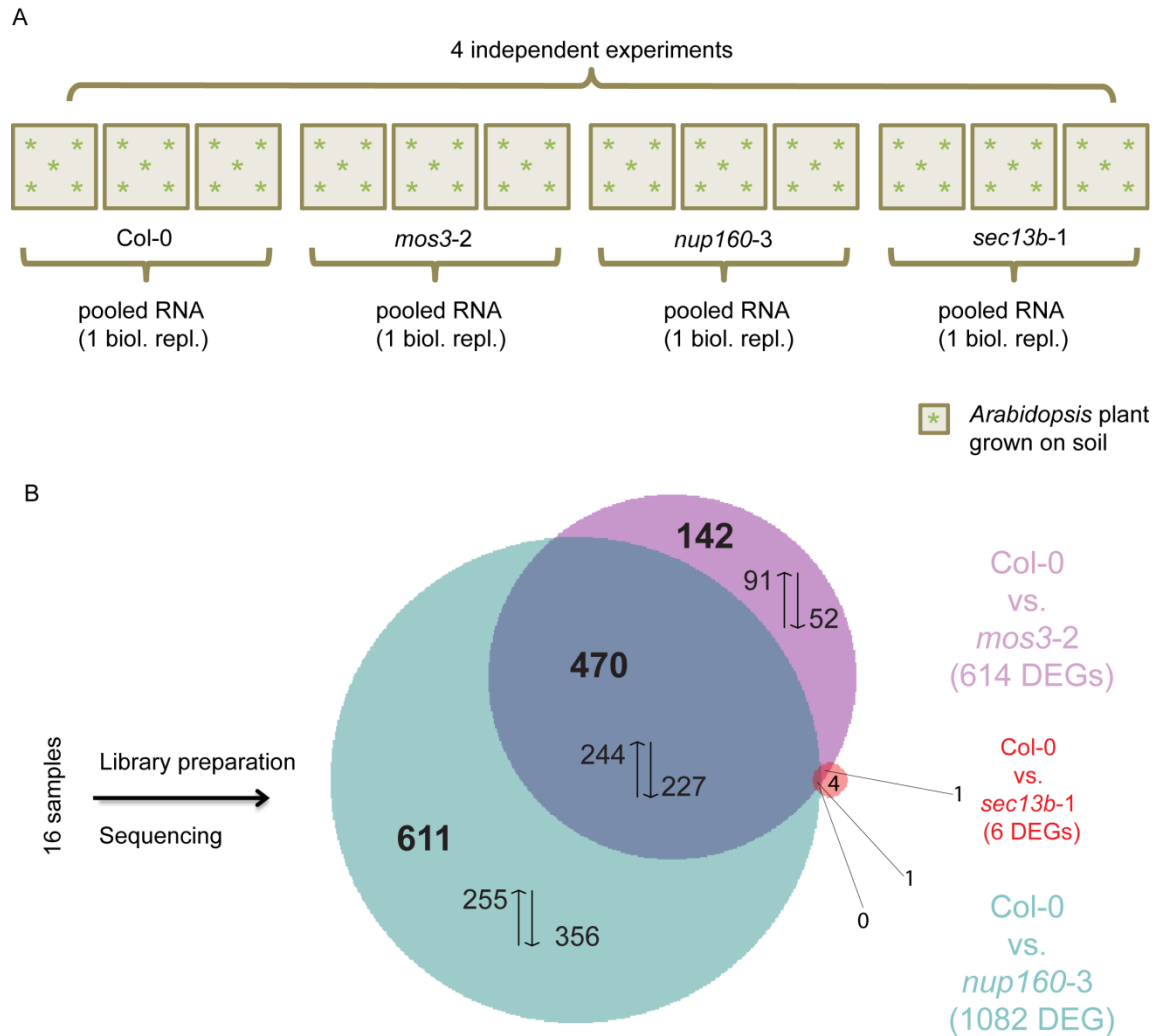 A
4 independent experiments
* * * * * * * * * * * *
* * * * * * * * * * * *
* * * * * * * * * * * *
Col-0
mos3-2
nup160-3
sec13b-1
pooled RNA
(1 biol. repl.)
pooled RNA
(1 biol. repl.)
pooled RNA
(1 biol. repl.)
pooled RNA
(1 biol. repl.)
* Arabidopsis plant
grown on soil
B
16 samples
Library preparation
Sequencing
142
91
52
470
244
227
611
255
356
4
1
1
0
Col-0
vs.
mos3-2
(614 DEGs)
Col-0
vs.
sec13b-1
(6 DEGs)
Col-0
vs.
nup160-3
(1082 DEG)